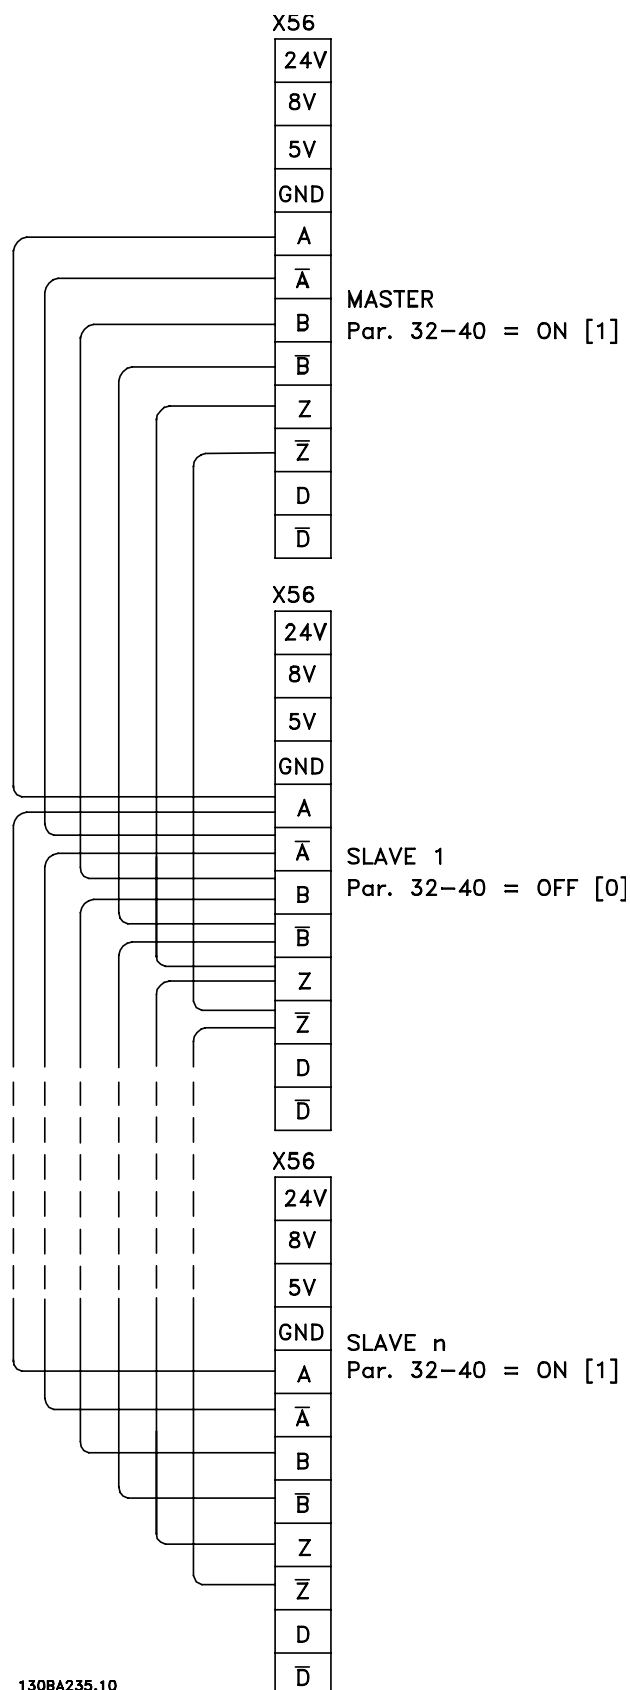 X56
24V
8V
5V
GND
A
A̅
B
B̅
Z
Z̅
D
D̅
MASTER
Par. 32-40 = ON [1]
X56
24V
8V
5V
GND
A
A̅
B
B̅
Z
Z̅
D
D̅
SLAVE 1
Par. 32-40 = OFF [0]
X56
24V
8V
5V
GND
A
A̅
B
B̅
Z
Z̅
D
D̅
SLAVE n
Par. 32-40 = ON [1]
130BA235.10